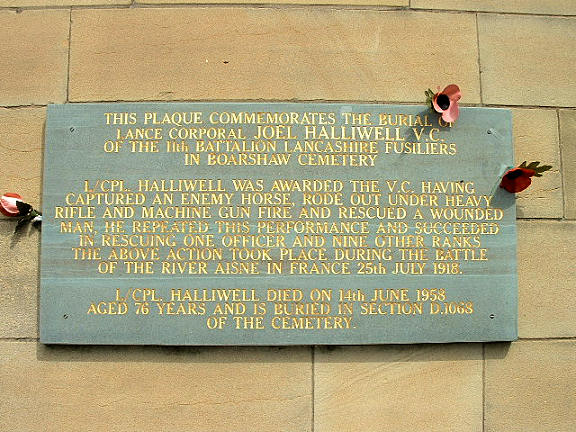 THIS PLAQUE COMMEMORATES THE BURIAL OF
LANCE CORPORAL JOEL HALLIWELL V.C.
OF THE 11th BATTALION LANCASHIRE FUSILIERS
IN BOARSHAW CEMETERY
L/CPL. HALLIWELL WAS AWARDED THE V.C. HAVING
CAPTURED AN ENEMY HORSE, RODE OUT UNDER HEAVY
RIFLE AND MACHINE GUN FIRE AND RESCUED A WOUNDED
MAN, HE REPEATED THIS PERFORMANCE AND SUCCEEDED
IN RESCUING ONE OFFICER AND NINE OTHER RANKS
THE ABOVE ACTION TOOK PLACE DURING THE BATTLE
OF THE RIVER AISNE IN FRANCE 25th JULY 1918.
L/CPL. HALLIWELL DIED ON 14th JUNE 1958
AGED 76 YEARS AND IS BURIED IN SECTION D.1068
OF THE CEMETERY.